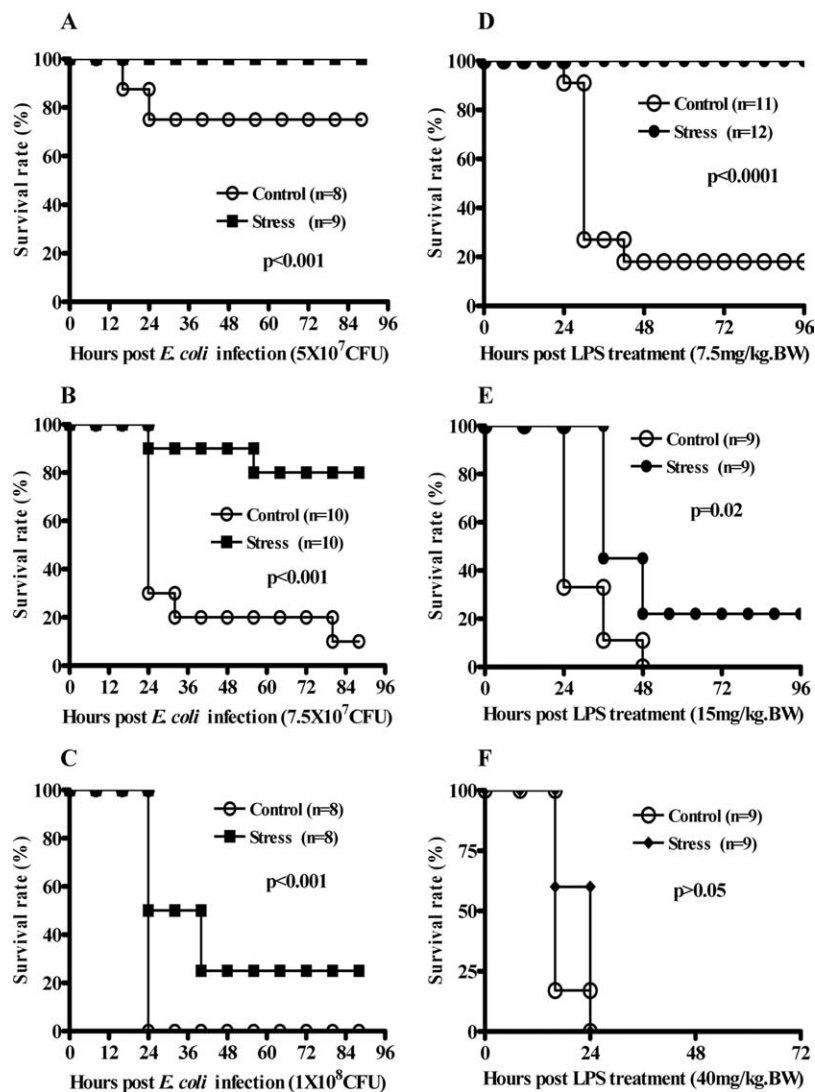 A
Survival rate (%)
100
80
60
40
20
0
Control (n=8)
Stress (n=9)
p<0.001
0 12 24 36 48 60 72 80 88 96
Hours post E. coli infection (5X10⁷CFU)
B
Survival rate (%)
100
80
60
40
20
0
Control (n=10)
Stress (n=10)
p<0.001
0 12 24 36 48 60 72 80 88 96
Hours post E. coli infection (7.5X10⁷CFU)
C
Survival rate (%)
100
80
60
40
20
0
Control (n=8)
Stress (n=8)
p<0.001
0 12 24 36 48 60 72 80 88 96
Hours post E. coli infection (1X10⁸CFU)
D
Survival rate (%)
100
80
60
40
20
0
Control (n=11)
Stress (n=12)
p<0.0001
0 24 48 72 96
Hours post LPS treatment (7.5mg/kg.BW)
E
Survival rate (%)
100
80
60
40
20
0
Control (n=9)
Stress (n=9)
p=0.02
0 24 48 72 96
Hours post LPS treatment (15mg/kg.BW)
F
Survival rate (%)
100
75
50
25
0
Control (n=9)
Stress (n=9)
p>0.05
0 24 48 72
Hours post LPS treatment (40mg/kg.BW)